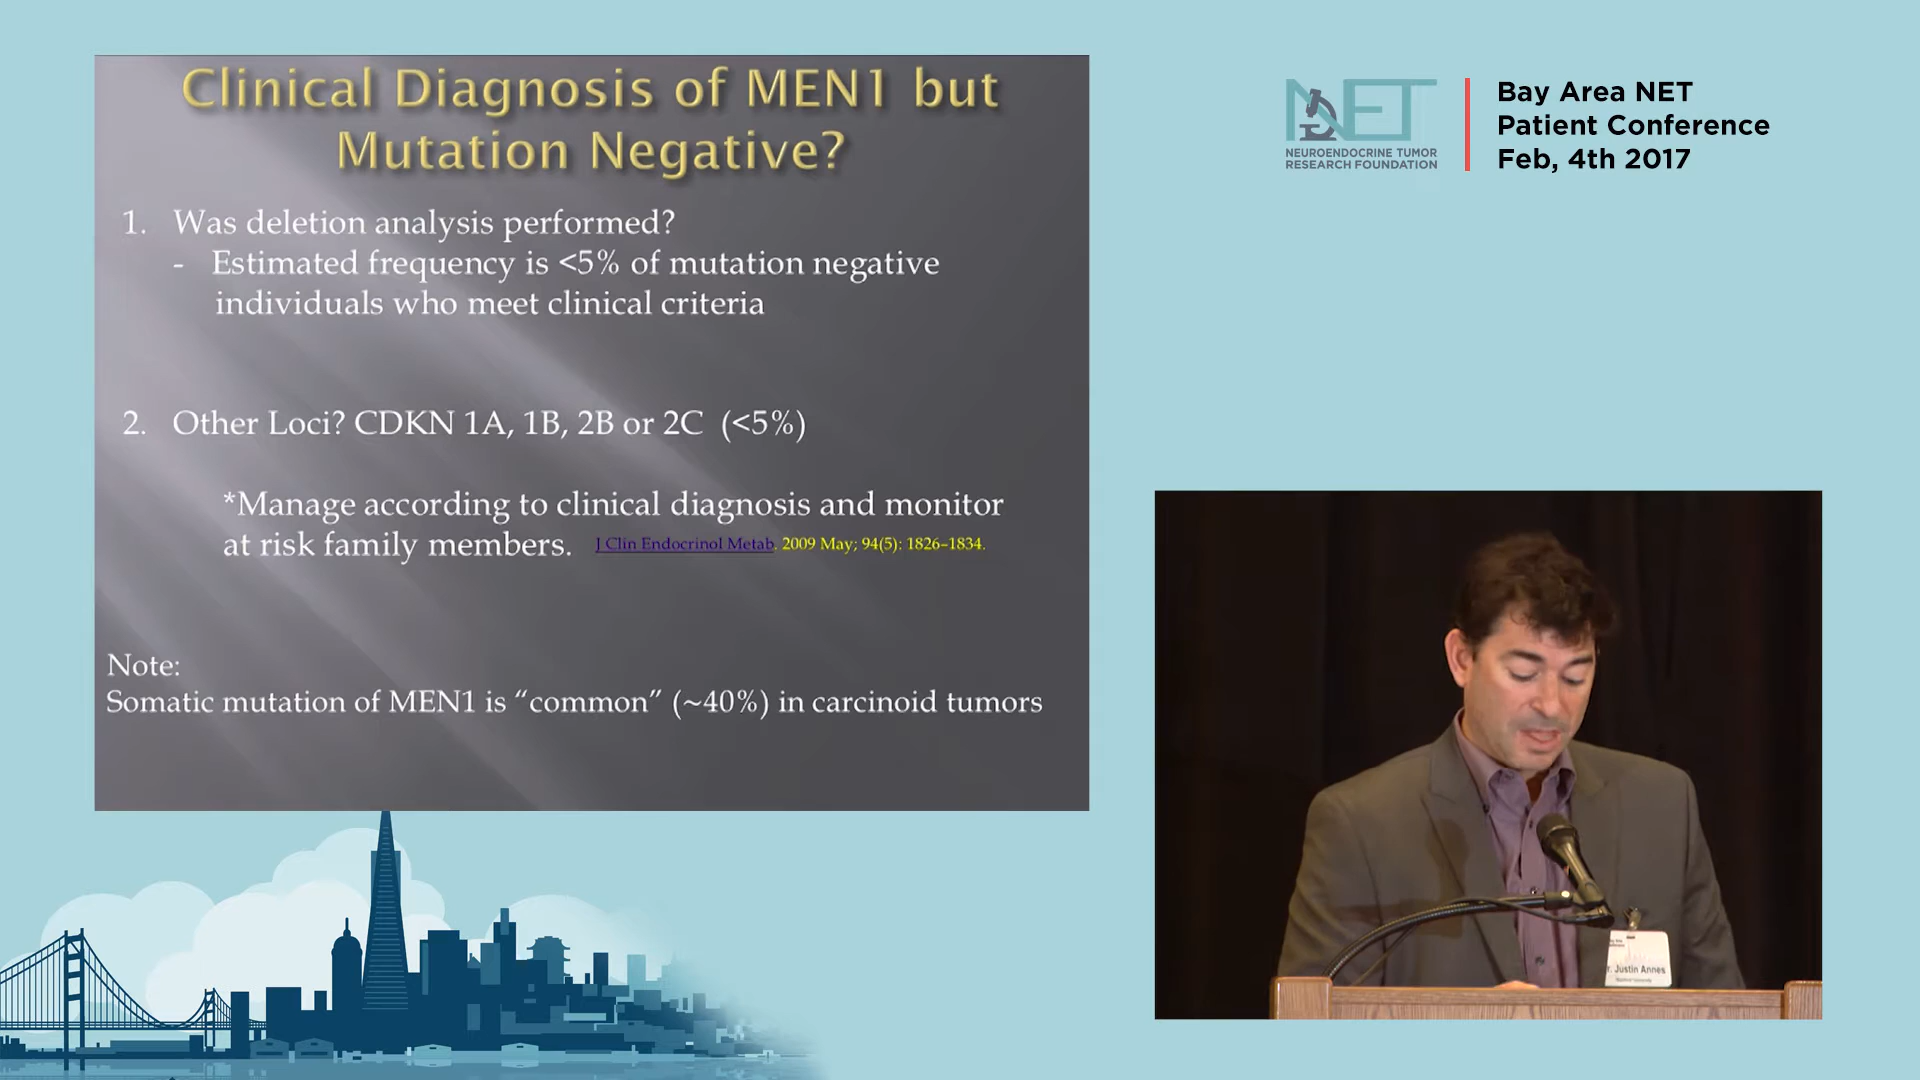 Clinical Diagnosis of MEN1 but
Mutation Negative?
1. Was deletion analysis performed?
- Estimated frequency is <5% of mutation negative
individuals who meet clinical criteria
2. Other Loci? CDKN 1A, 1B, 2B or 2C (<5%)
*Manage according to clinical diagnosis and monitor
at risk family members. J Clin Endocrinol Metab. 2009 May; 94(5): 1826–1834.
Note:
Somatic mutation of MEN1 is “common” (~40%) in carcinoid tumors
NET
NEUROENDOCRINE TUMOR
RESEARCH FOUNDATION
Bay Area NET
Patient Conference
Feb, 4th 2017
Justin Annes